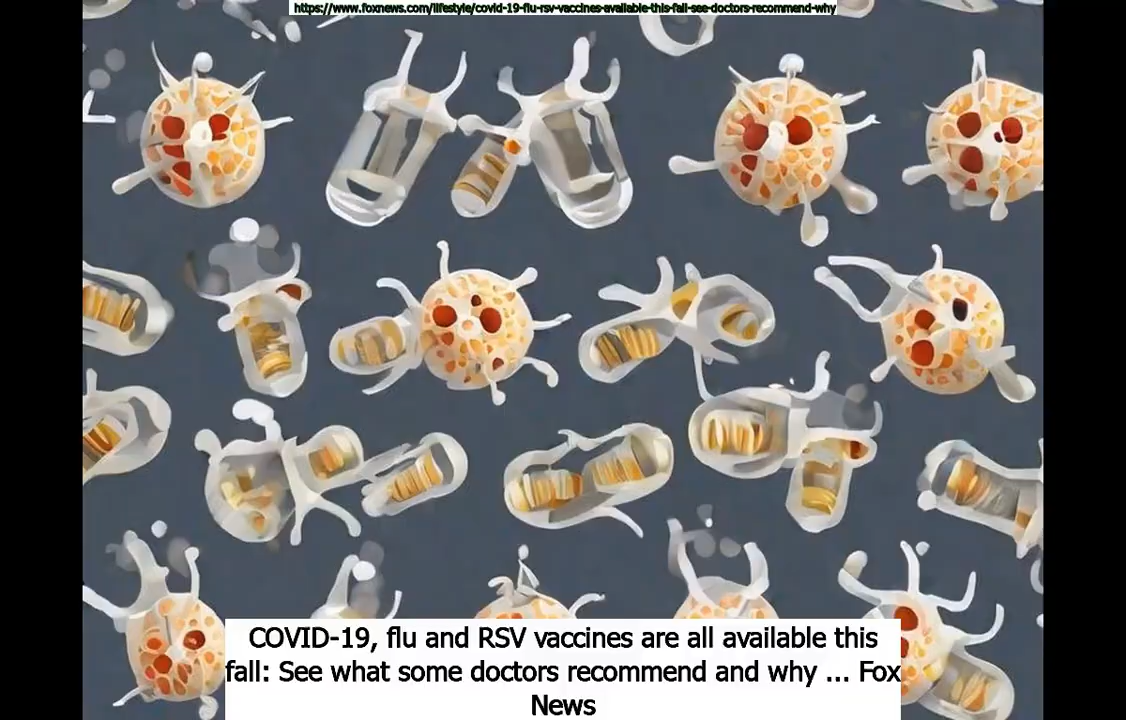 https://www.foxnews.com/lifestyle/covid-19-flu-rsv-vaccines-available-this-fall-see-doctors-recommend-why
COVID-19, flu and RSV vaccines are all available this
fall: See what some doctors recommend and why ... Fox
News